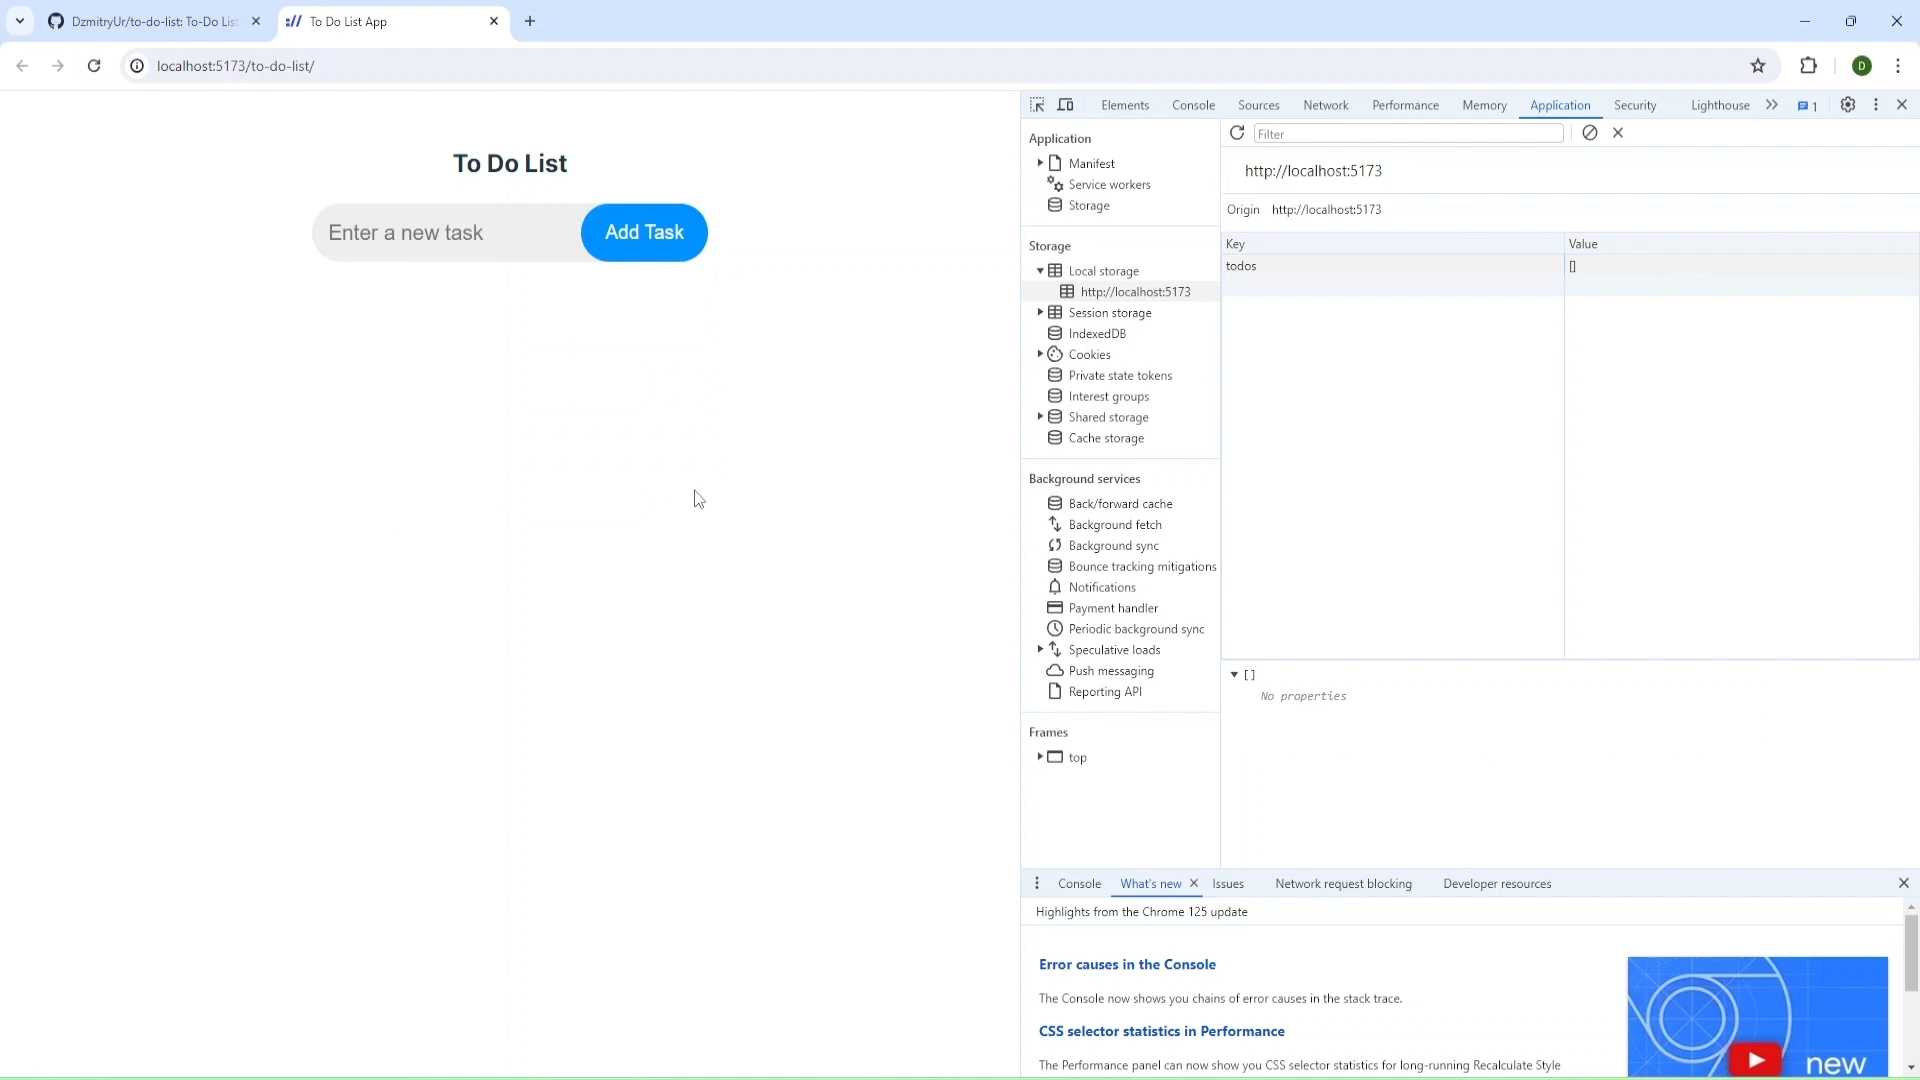 DzmitryUr/to-do-list: To-Do Lis
To Do List App
localhost:5173/to-do-list/
D
Elements Console Sources Network Performance Memory Application Security Lighthouse 1
To Do List
Enter a new task
Add Task
Application
Manifest
Service workers
Storage
Storage
Local storage
http://localhost:5173
Session storage
IndexedDB
Cookies
Private state tokens
Interest groups
Shared storage
Cache storage
Background services
Back/forward cache
Background fetch
Background sync
Bounce tracking mitigations
Notifications
Payment handler
Periodic background sync
Speculative loads
Push messaging
Reporting API
Frames
top
Filter
http://localhost:5173
Origin http://localhost:5173
Key Value
todos []
[]
No properties
Console What's new Issues Network request blocking Developer resources
Highlights from the Chrome 125 update
Error causes in the Console
The Console now shows you chains of error causes in the stack trace.
CSS selector statistics in Performance
The Performance panel can now show you CSS selector statistics for long-running Recalculate Style
new